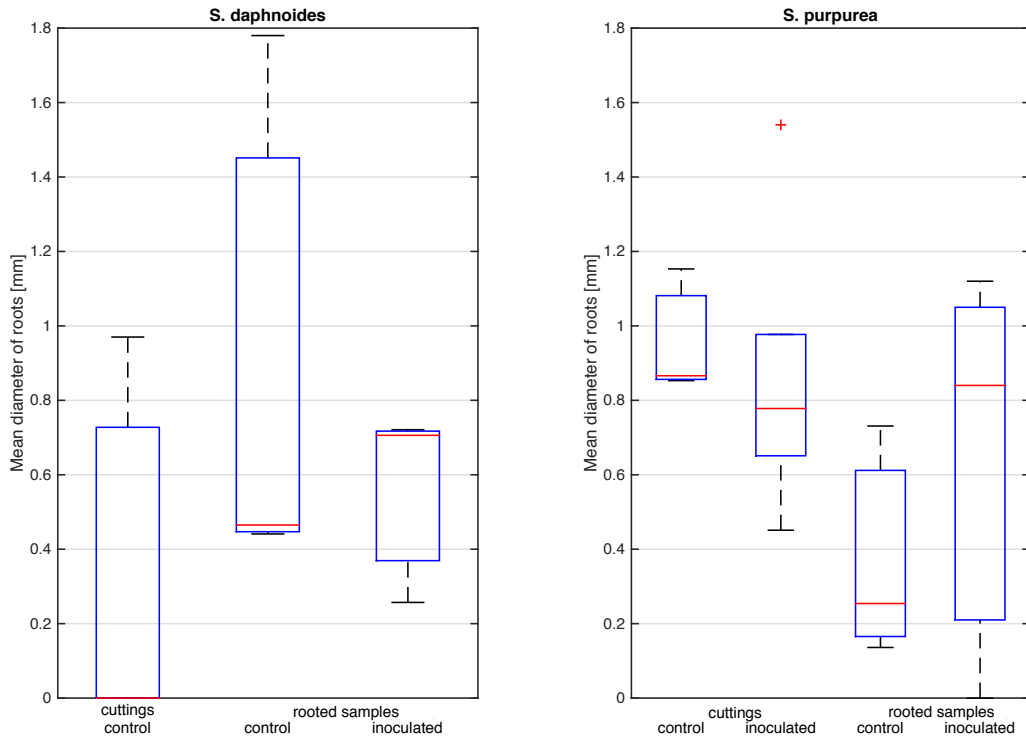 S. daphnoides
Mean diameter of roots [mm]
1.8
1.6
1.4
1.2
1
0.8
0.6
0.4
0.2
0
cuttings rooted samples
control control inoculated
S. purpurea
Mean diameter of roots [mm]
1.8
1.6
1.4
1.2
1
0.8
0.6
0.4
0.2
0
cuttings rooted samples
control inoculated control inoculated